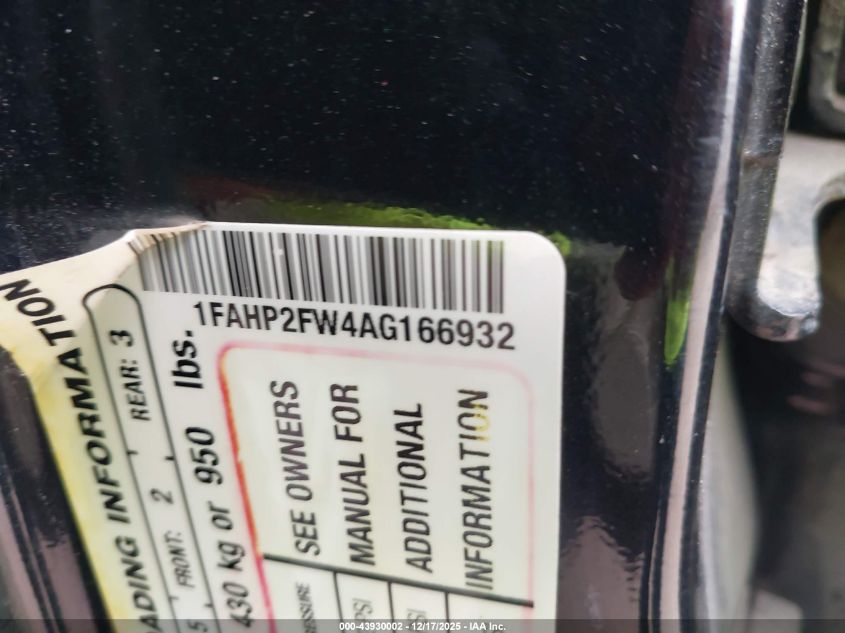 1FAHP2FW4AG166932
ADING INFORMATION
FRONT: 2 REAR: 3
430 kg or 950 lbs.
SEE OWNERS
MANUAL FOR
ADDITIONAL
INFORMATION
000-43930002 - 12/17/2025 - IAA Inc.